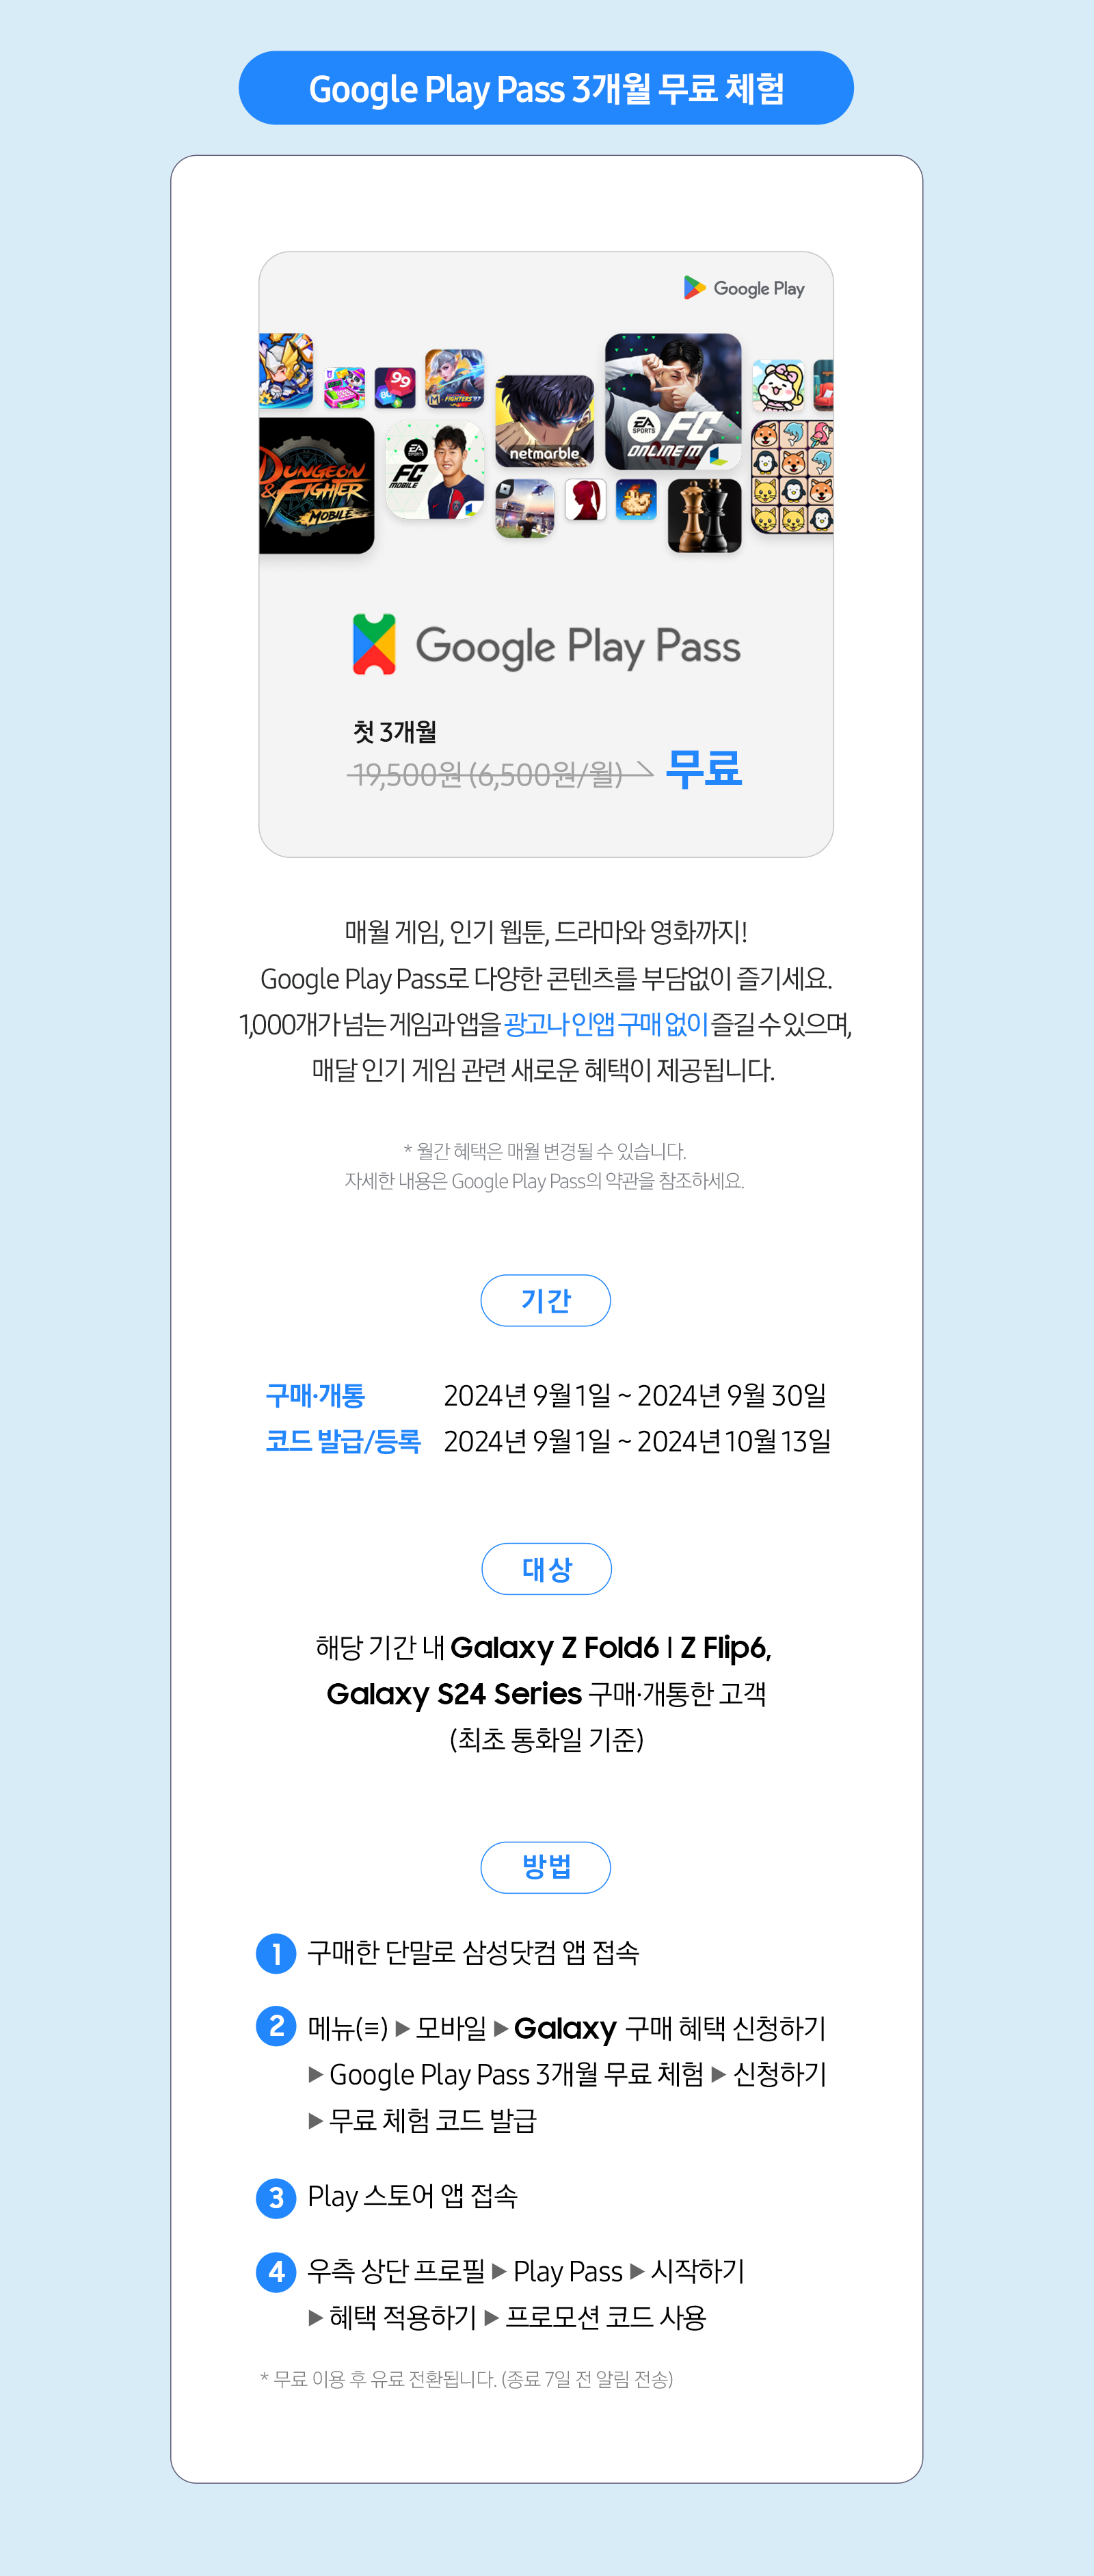 Google Play Pass 3개월 무료 체험
Google Play
99
FIGHTERS'97
netmarble
EA
SPORTS
FC
ONLINE M
DUNGEON
& FIGHTER
MOBILE
EA
SPORTS
FC
MOBILE
Google Play Pass
첫 3개월
19,500원 (6,500원/월)
무료
매월 게임, 인기 웹툰, 드라마와 영화까지!
Google Play Pass로 다양한 콘텐츠를 부담없이 즐기세요.
1,000개가 넘는 게임과 앱을 광고나 인앱 구매 없이 즐길 수 있으며,
매달 인기 게임 관련 새로운 혜택이 제공됩니다.
* 월간 혜택은 매월 변경될 수 있습니다.
자세한 내용은 Google Play Pass의 약관을 참조하세요.
기간
구매·개통 2024년 9월 1일 ~ 2024년 9월 30일
코드 발급/등록 2024년 9월 1일 ~ 2024년 10월 13일
대상
해당 기간 내 Galaxy Z Fold6 l Z Flip6,
Galaxy S24 Series 구매·개통한 고객
(최초 통화일 기준)
방법
1 구매한 단말로 삼성닷컴 앱 접속
2 메뉴(≡) ▶ 모바일 ▶ Galaxy 구매 혜택 신청하기
▶ Google Play Pass 3개월 무료 체험 ▶ 신청하기
▶ 무료 체험 코드 발급
3 Play 스토어 앱 접속
4 우측 상단 프로필 ▶ Play Pass ▶ 시작하기
▶ 혜택 적용하기 ▶ 프로모션 코드 사용
* 무료 이용 후 유료 전환됩니다. (종료 7일 전 알림 전송)